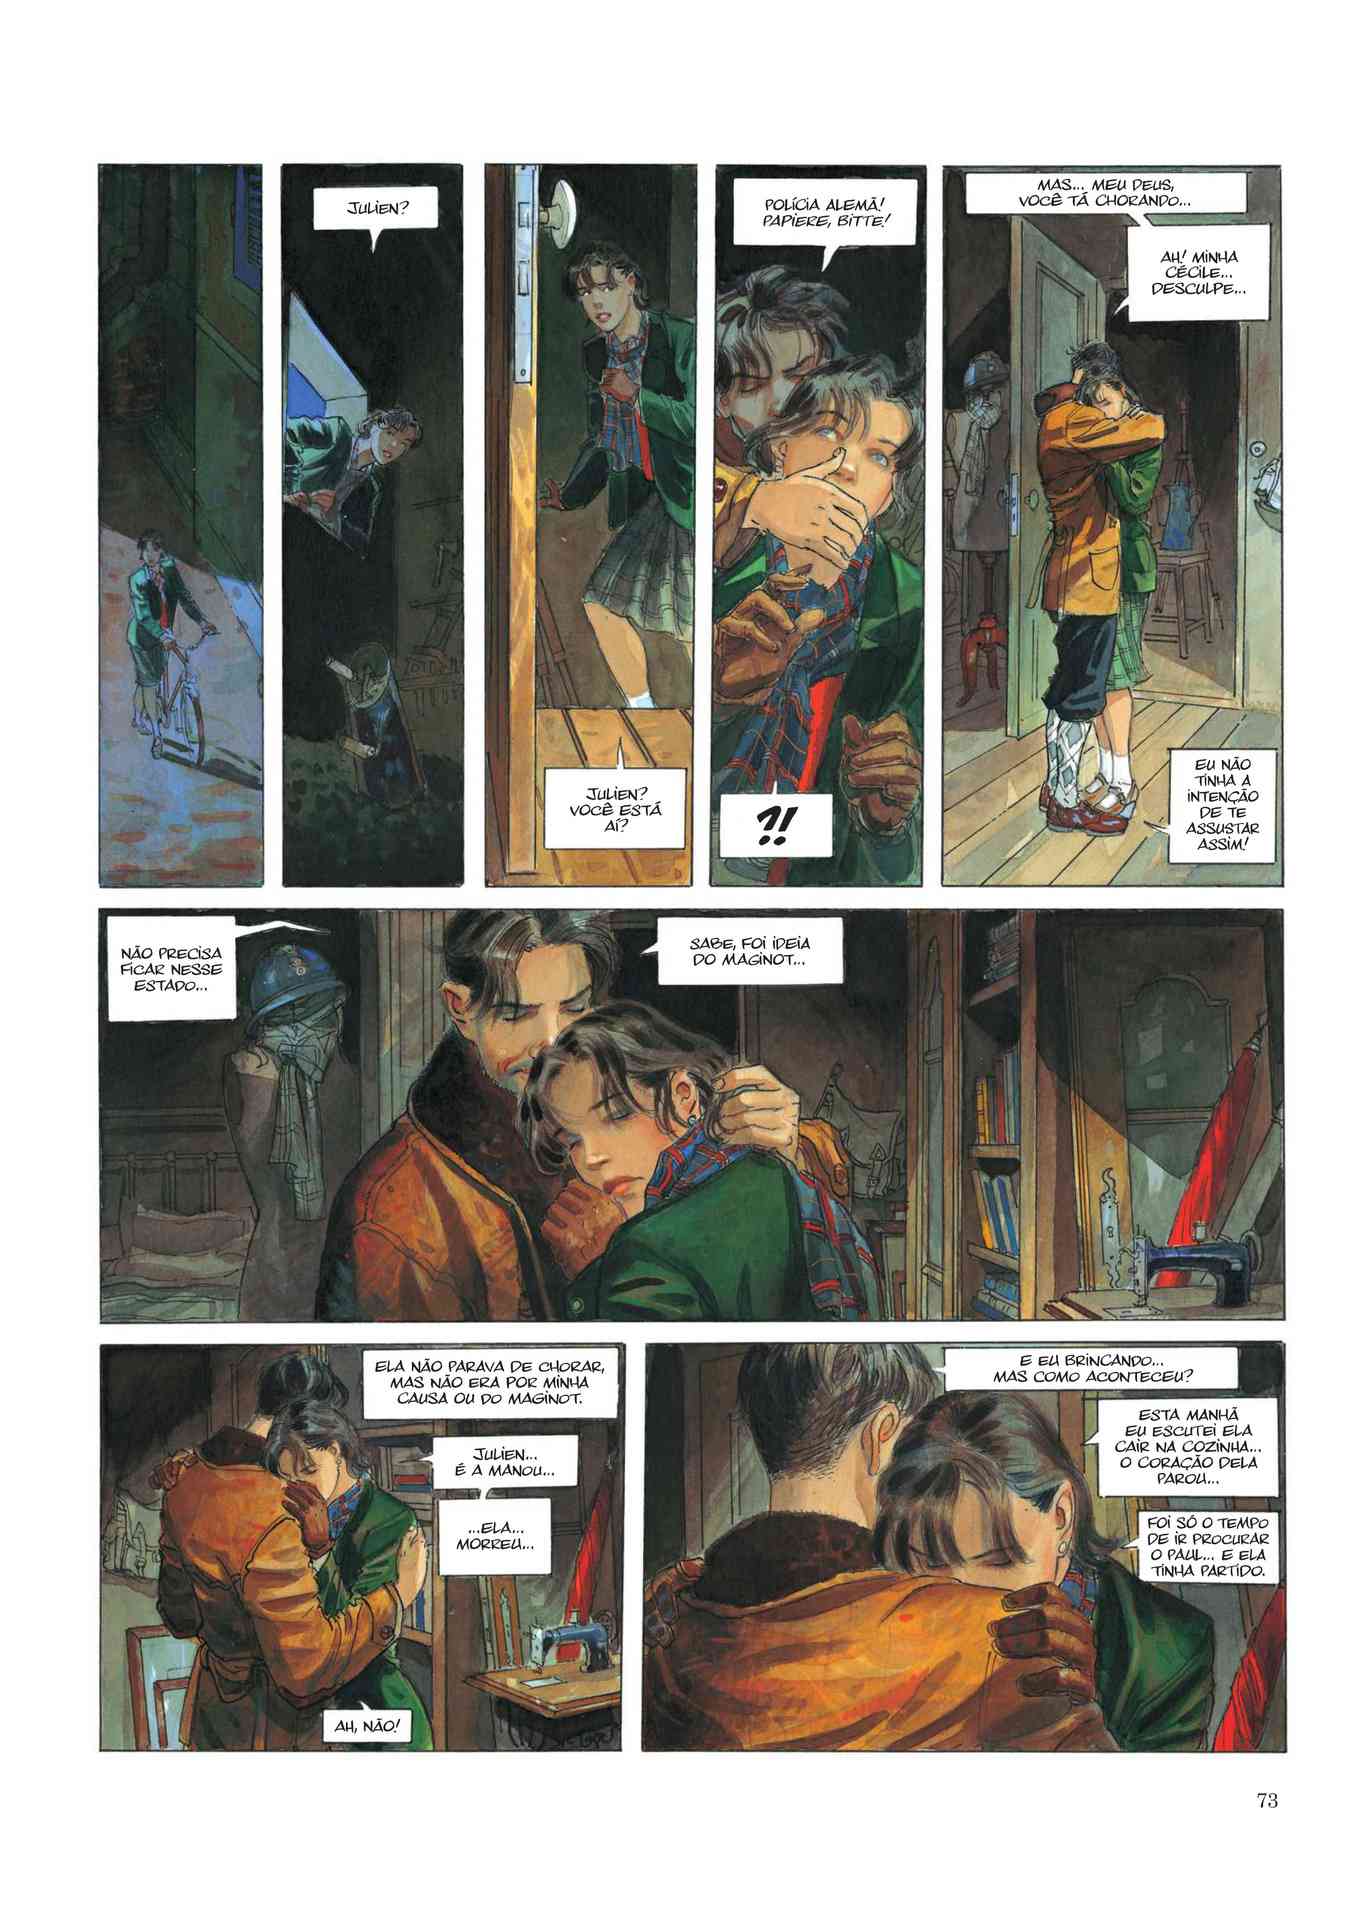 JULIEN?
JULIEN?
VOCÊ ESTÁ
AÍ?
POLÍCIA ALEMÃ!
PAPIERE, BITTE!
?!
MAS... MEU DEUS,
VOCÊ TÁ CHORANDO...
AH! MINHA
CÉCILE...
DESCULPE...
EU NÃO
TINHA A
INTENÇÃO
DE TE
ASSUSTAR
ASSIM!
NÃO PRECISA
FICAR NESSE
ESTADO...
SABE, FOI IDEIA
DO MAGINOT...
ELA NÃO PARAVA DE CHORAR,
MAS NÃO ERA POR MINHA
CAUSA OU DO MAGINOT.
JULIEN...
É A MANOU...
...ELA...
MORREU...
AH, NÃO!
E EU BRINCANDO...
MAS COMO ACONTECEU?
ESTA MANHÃ
EU ESCUTEI ELA
CAIR NA COZINHA...
O CORAÇÃO DELA
PAROU...
FOI SÓ O TEMPO
DE IR PROCURAR
O PAUL... E ELA
TINHA PARTIDO.
73